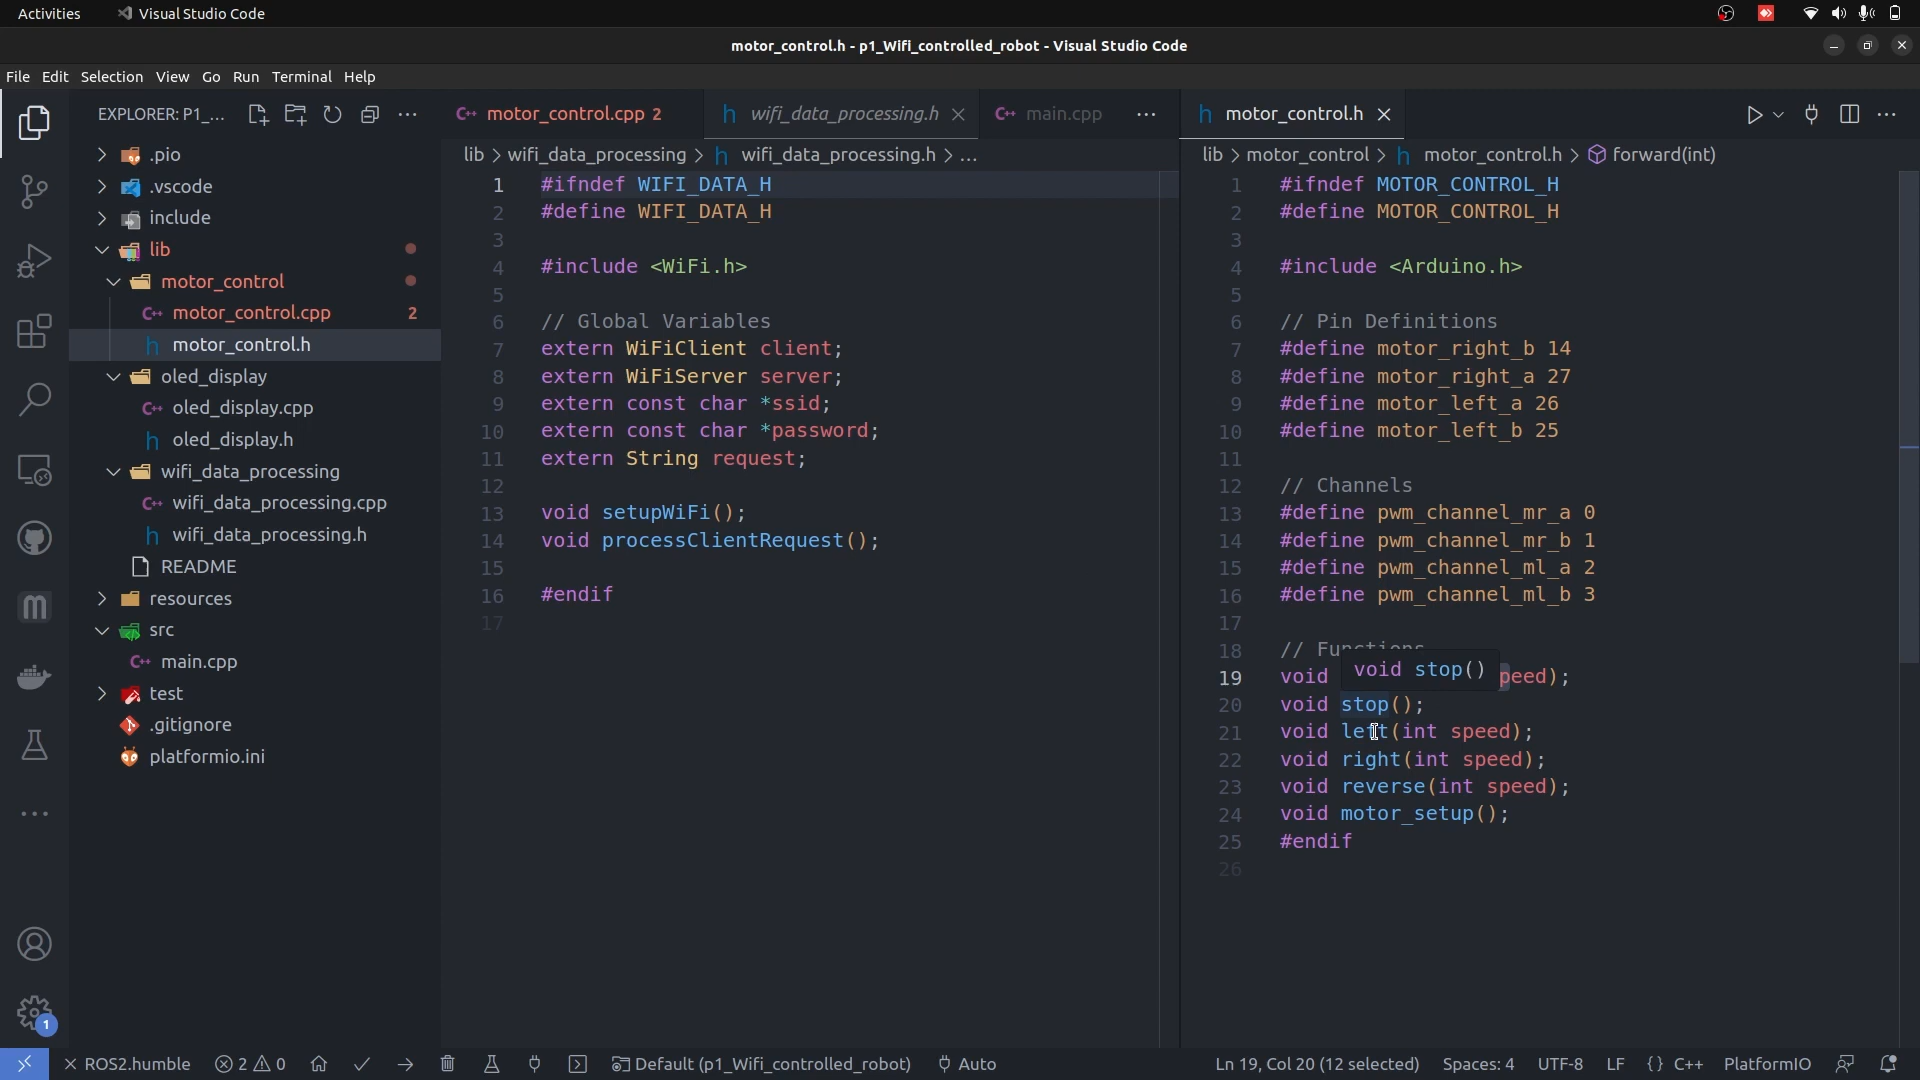 Activities
Visual Studio Code
motor_control.h - p1_Wifi_controlled_robot - Visual Studio Code
File Edit Selection View Go Run Terminal Help
EXPLORER: P1_...
.pio
.vscode
include
lib
motor_control
motor_control.cpp 2
motor_control.h
oled_display
oled_display.cpp
oled_display.h
wifi_data_processing
wifi_data_processing.cpp
wifi_data_processing.h
README
resources
src
main.cpp
test
.gitignore
platformio.ini
1
motor_control.cpp 2
wifi_data_processing.h
main.cpp
lib > wifi_data_processing > h wifi_data_processing.h > ...
1 #ifndef WIFI_DATA_H
2 #define WIFI_DATA_H
3
4 #include <WiFi.h>
5
6 // Global Variables
7 extern WiFiClient client;
8 extern WiFiServer server;
9 extern const char *ssid;
10 extern const char *password;
11 extern String request;
12
13 void setupWiFi();
14 void processClientRequest();
15
16 #endif
17
motor_control.h
lib > motor_control > h motor_control.h > forward(int)
1 #ifndef MOTOR_CONTROL_H
2 #define MOTOR_CONTROL_H
3
4 #include <Arduino.h>
5
6 // Pin Definitions
7 #define motor_right_b 14
8 #define motor_right_a 27
9 #define motor_left_a 26
10 #define motor_left_b 25
11
12 // Channels
13 #define pwm_channel_mr_a 0
14 #define pwm_channel_mr_b 1
15 #define pwm_channel_ml_a 2
16 #define pwm_channel_ml_b 3
17
18 // Functions
void stop()
19 void peed);
20 void stop();
21 void left(int speed);
22 void right(int speed);
23 void reverse(int speed);
24 void motor_setup();
25 #endif
26
ROS2.humble 2 0 Default (p1_Wifi_controlled_robot) Auto Ln 19, Col 20 (12 selected) Spaces: 4 UTF-8 LF {} C++ PlatformIO